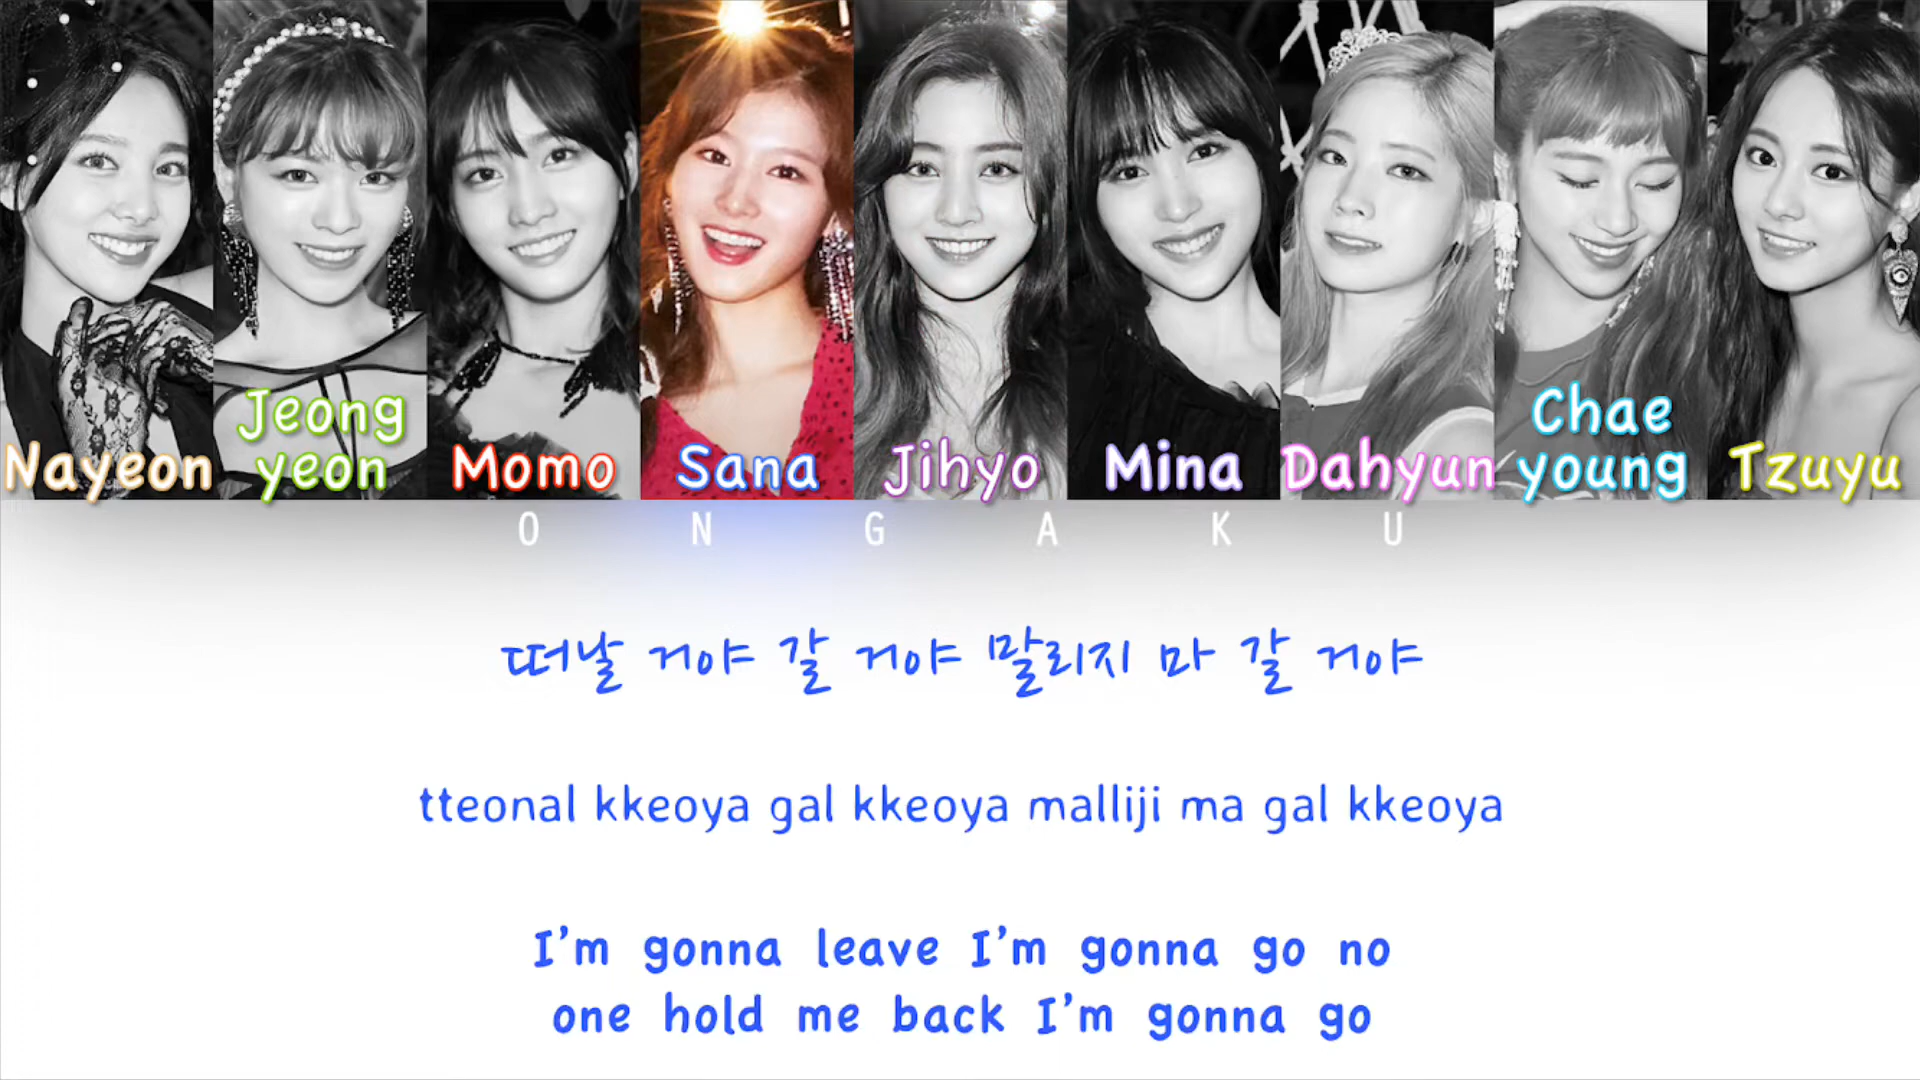 Nayeon
Jeong
yeon
Momo
Sana
Jihyo
Mina
Dahyun
Chae
young
Tzuyu
O N G A K U
떠날 거야 갈 거야 말리지 마 갈 거야
tteonal kkeoya gal kkeoya malliji ma gal kkeoya
I'm gonna leave I'm gonna go no
one hold me back I'm gonna go